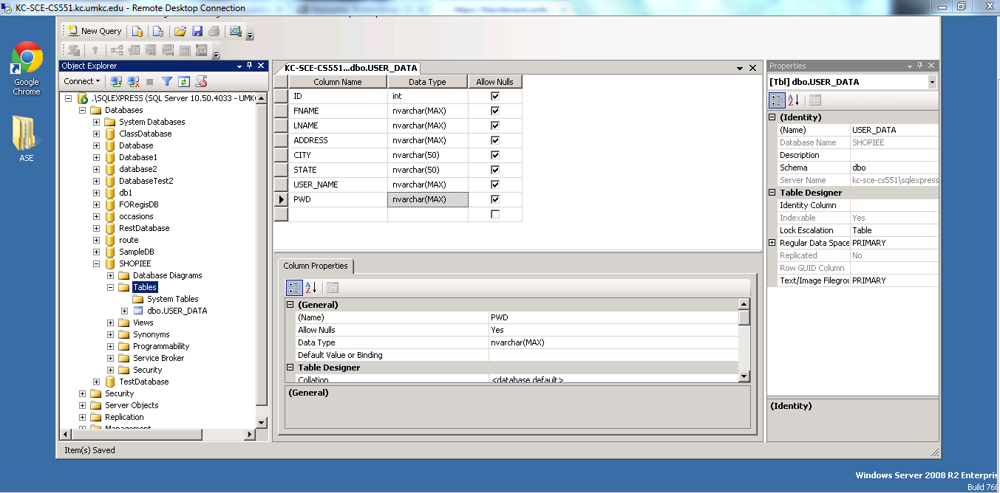 KC-SCE-CS551.kc.umkc.edu - Remote Desktop Connection
New Query
Google
Chrome
ASE
Object Explorer
Connect
.\SQLEXPRESS (SQL Server 10.50.4033 - UMK
Databases
System Databases
ClassDatabase
Database
Database1
database2
DatabaseTest2
db1
FORegisDB
occasions
RestDatabase
route
SampleDB
SHOPIEE
Database Diagrams
Tables
System Tables
dbo.USER_DATA
Views
Synonyms
Programmability
Service Broker
Security
TestDatabase
Security
Server Objects
Replication
Management
Item(s) Saved
KC-SCE-CS551...dbo.USER_DATA
Column Name Data Type Allow Nulls
ID int
FNAME nvarchar(MAX)
LNAME nvarchar(MAX)
ADDRESS nvarchar(MAX)
CITY nvarchar(50)
STATE nvarchar(50)
USER_NAME nvarchar(MAX)
PWD nvarchar(MAX)
Column Properties
(General)
(Name) PWD
Allow Nulls Yes
Data Type nvarchar(MAX)
Default Value or Binding
Table Designer
Collation <database default>
(General)
Properties
[Tbl] dbo.USER_DATA
(Identity)
(Name) USER_DATA
Database Name SHOPIEE
Description
Schema dbo
Server Name kc-sce-cs551\sqlexpress
Table Designer
Identity Column
Indexable Yes
Lock Escalation Table
Regular Data Space PRIMARY
Replicated No
Row GUID Column
Text/Image Filegrou PRIMARY
(Identity)
Windows Server 2008 R2 Enterpris
Build 760